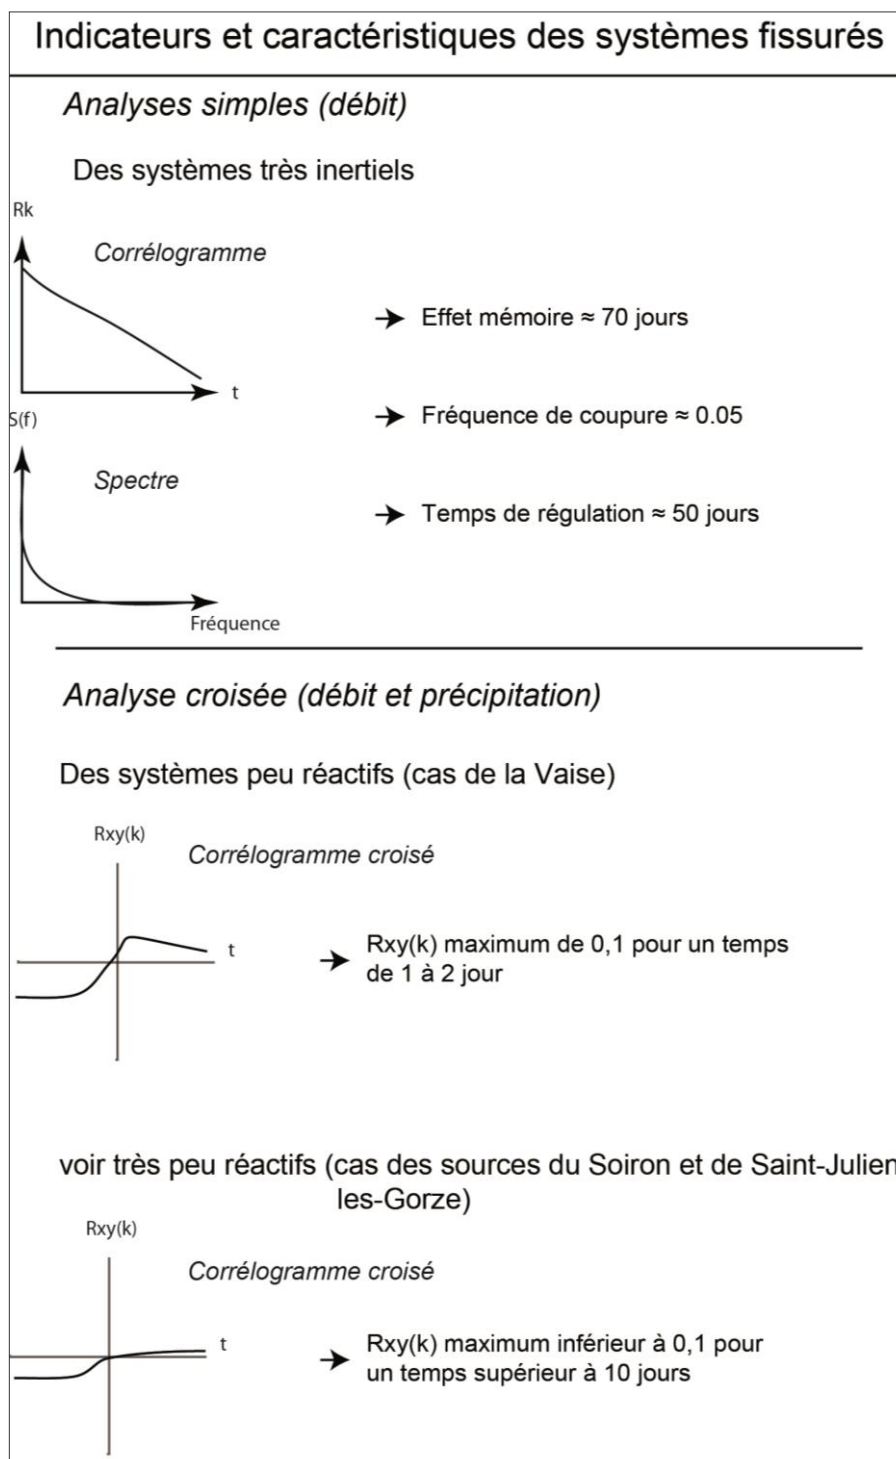 Indicateurs et caractéristiques des systèmes fissurés
Analyses simples (débit)
Des systèmes très inertiels
Rk
Corrélogramme
t
→ Effet mémoire ≈ 70 jours
→ Fréquence de coupure ≈ 0.05
→ Temps de régulation ≈ 50 jours
S(f)
Spectre
Fréquence
Analyse croisée (débit et précipitation)
Des systèmes peu réactifs (cas de la Vaise)
Rxy(k)
Corrélogramme croisé
t
→ Rxy(k) maximum de 0,1 pour un temps
de 1 à 2 jour
voir très peu réactifs (cas des sources du Soiron et de Saint-Julien
les-Gorze)
Rxy(k)
Corrélogramme croisé
t
→ Rxy(k) maximum inférieur à 0,1 pour
un temps supérieur à 10 jours